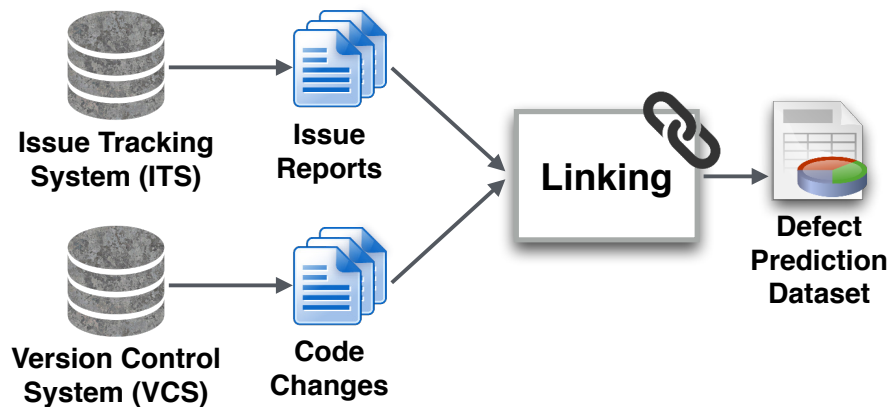 Issue Tracking
System (ITS)
Issue
Reports
Linking
Defect
Prediction
Dataset
Version Control
System (VCS)
Code
Changes